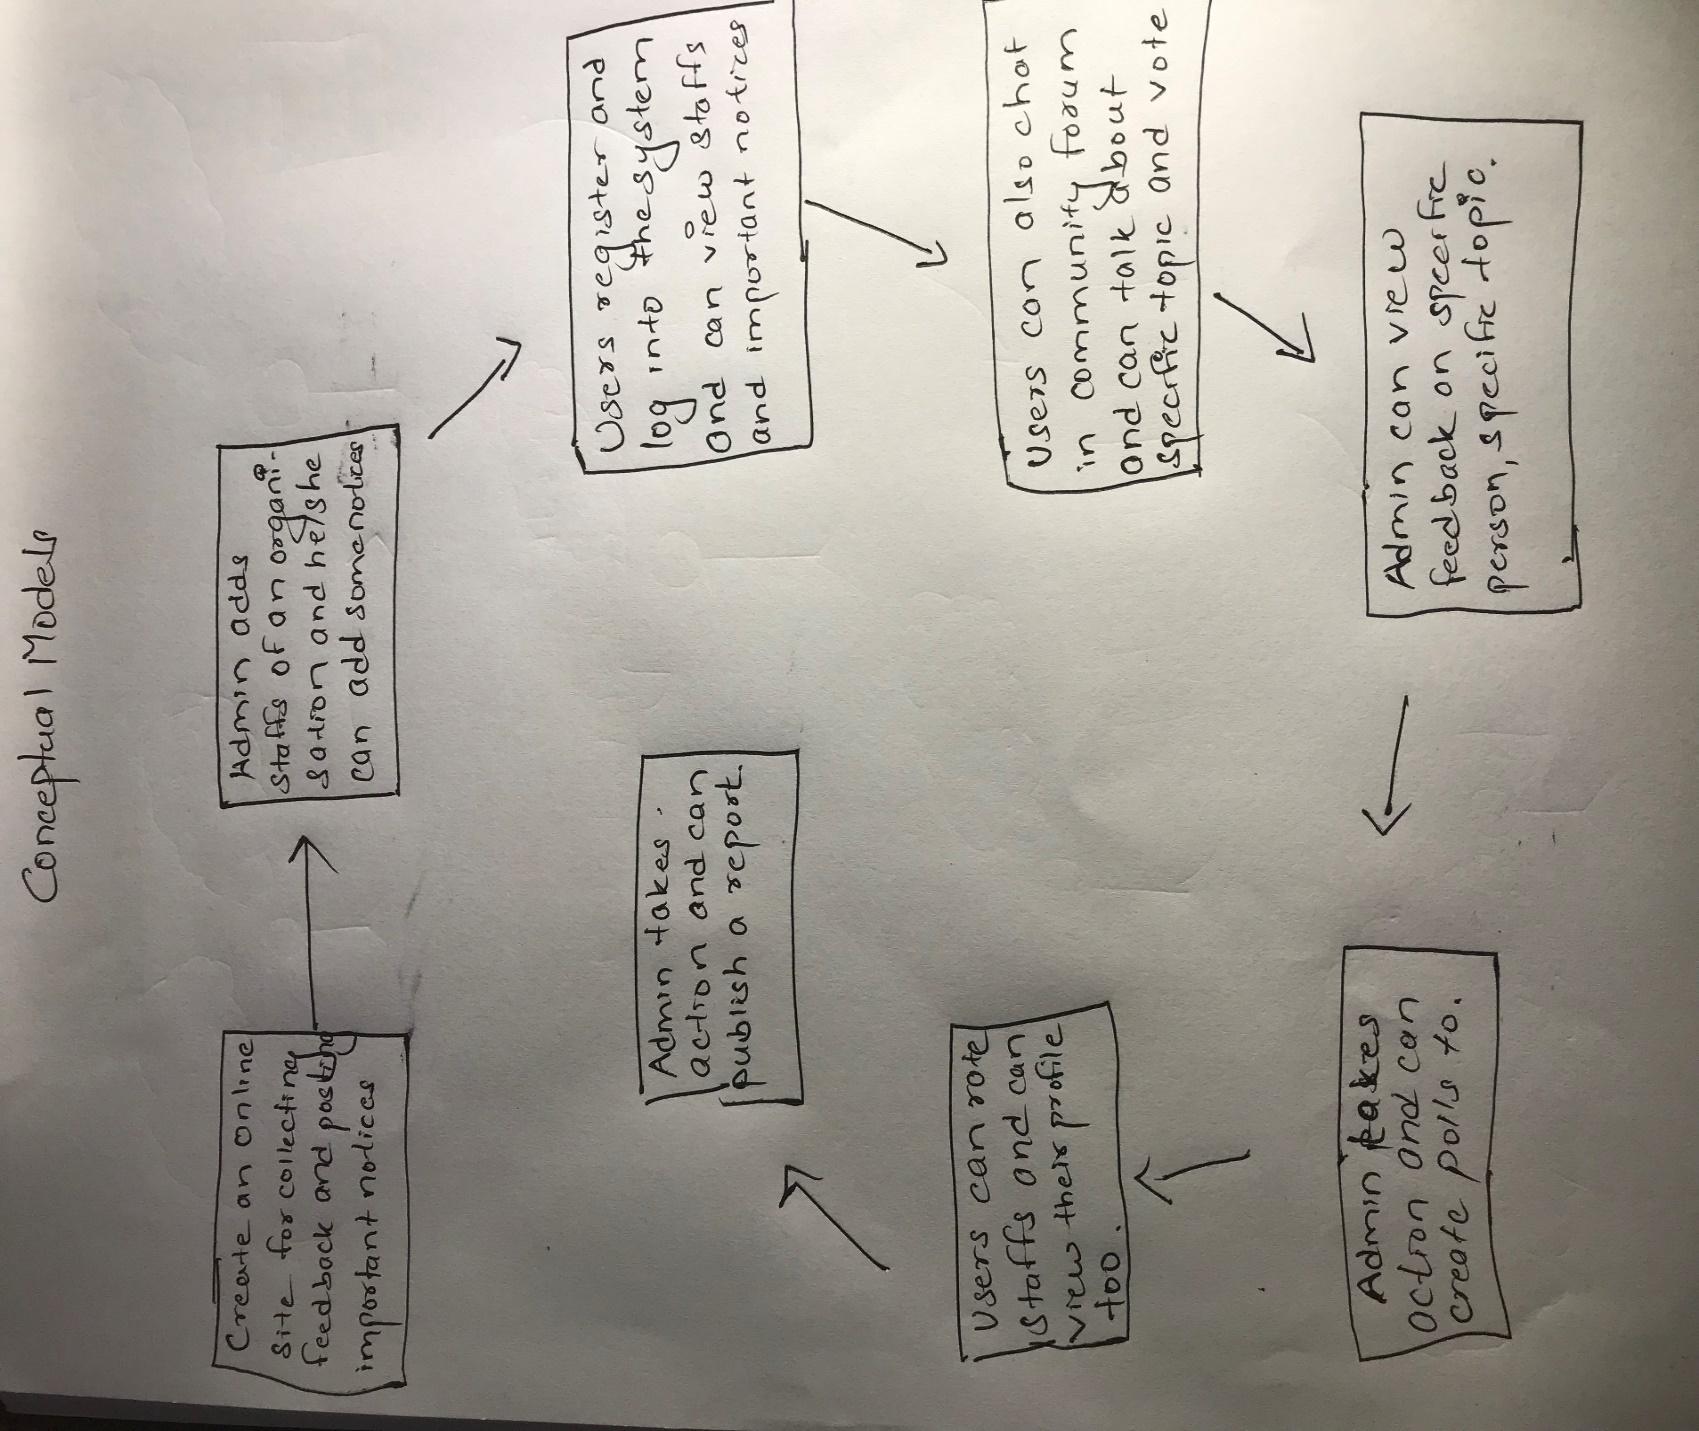 Conceptual Models
Create an online
site for collecting
feedback and posting
important notices
Admin adds
staffs of an organi-
sation and he/she
can add some notices
Users register and
log into the system
and can view staffs
and important notices
Users can also chat
in community forum
and can talk about
specific topic and vote
Admin can view
feedback on specific
person, specific topic.
Admin takes
action and can
create polls to.
Users can rate
staffs and can
view their profile
too.
Admin takes.
action and can
publish a report.